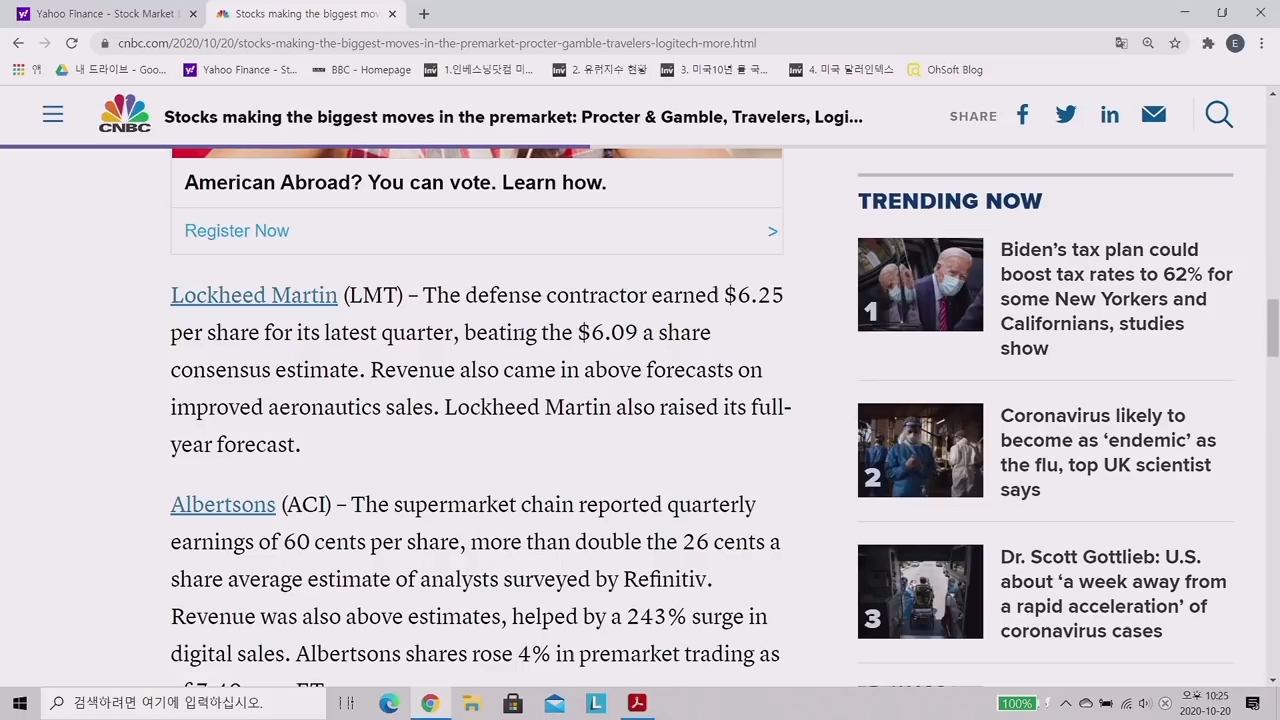 Yahoo Finance - Stock Market L
Stocks making the biggest mov
cnbc.com/2020/10/20/stocks-making-the-biggest-moves-in-the-premarket-procter-gamble-travelers-logitech-more.html
E
앱
내 드라이브 - Goo...
Yahoo Finance - St...
BBC - Homepage
1.인베스팅닷컴 미...
2. 유럽지수 현황
3. 미국10년 률 국...
4. 미국 달러인덱스
OhSoft Blog
CNBC
Stocks making the biggest moves in the premarket: Procter & Gamble, Travelers, Logi...
SHARE
American Abroad? You can vote. Learn how.
Register Now >
Lockheed Martin (LMT) – The defense contractor earned $6.25
per share for its latest quarter, beating the $6.09 a share
consensus estimate. Revenue also came in above forecasts on
improved aeronautics sales. Lockheed Martin also raised its full-
year forecast.
Albertsons (ACI) – The supermarket chain reported quarterly
earnings of 60 cents per share, more than double the 26 cents a
share average estimate of analysts surveyed by Refinitiv.
Revenue was also above estimates, helped by a 243% surge in
digital sales. Albertsons shares rose 4% in premarket trading as
TRENDING NOW
1
Biden’s tax plan could
boost tax rates to 62% for
some New Yorkers and
Californians, studies
show
2
Coronavirus likely to
become as ‘endemic’ as
the flu, top UK scientist
says
3
Dr. Scott Gottlieb: U.S.
about ‘a week away from
a rapid acceleration’ of
coronavirus cases
검색하려면 여기에 입력하십시오.
L
100%
오후 10:25
2020-10-20